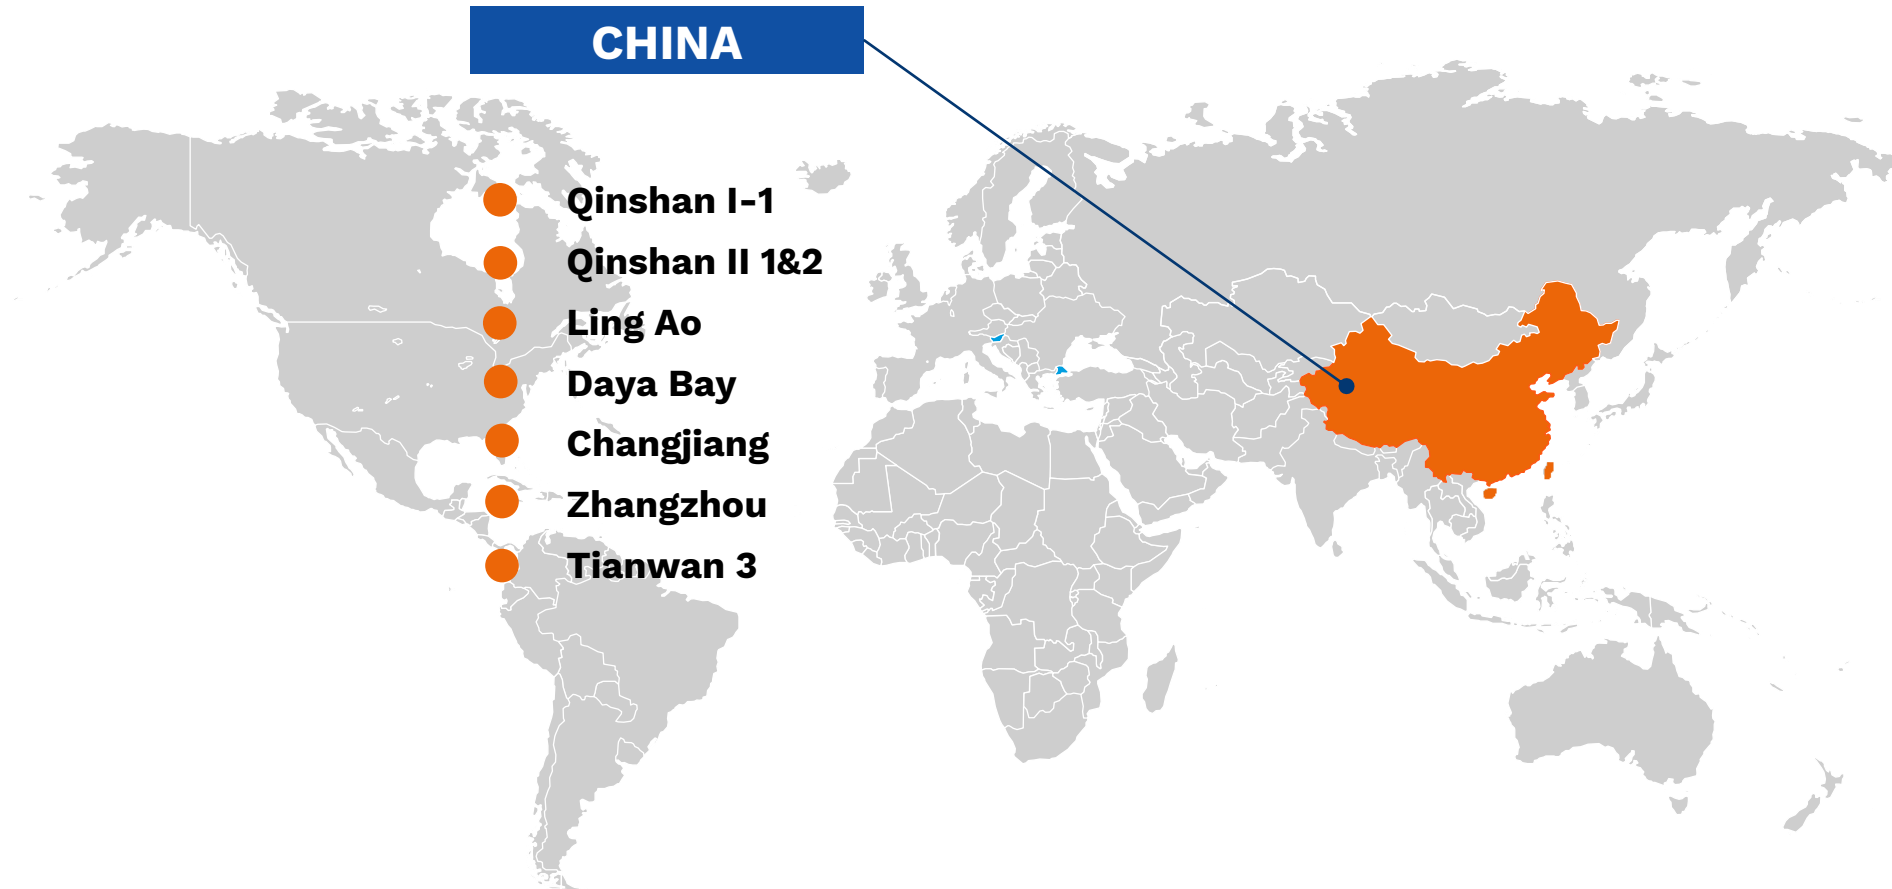 CHINA
Qinshan I-1
Qinshan II 1&2
Ling Ao
Daya Bay
Changjiang
Zhangzhou
Tianwan 3